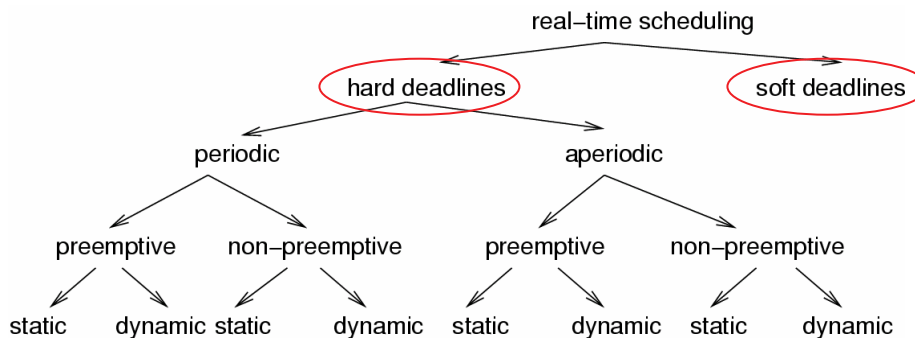 real-time scheduling
hard deadlines soft deadlines
periodic aperiodic
preemptive non-preemptive preemptive non-preemptive
static dynamic static dynamic static dynamic static dynamic